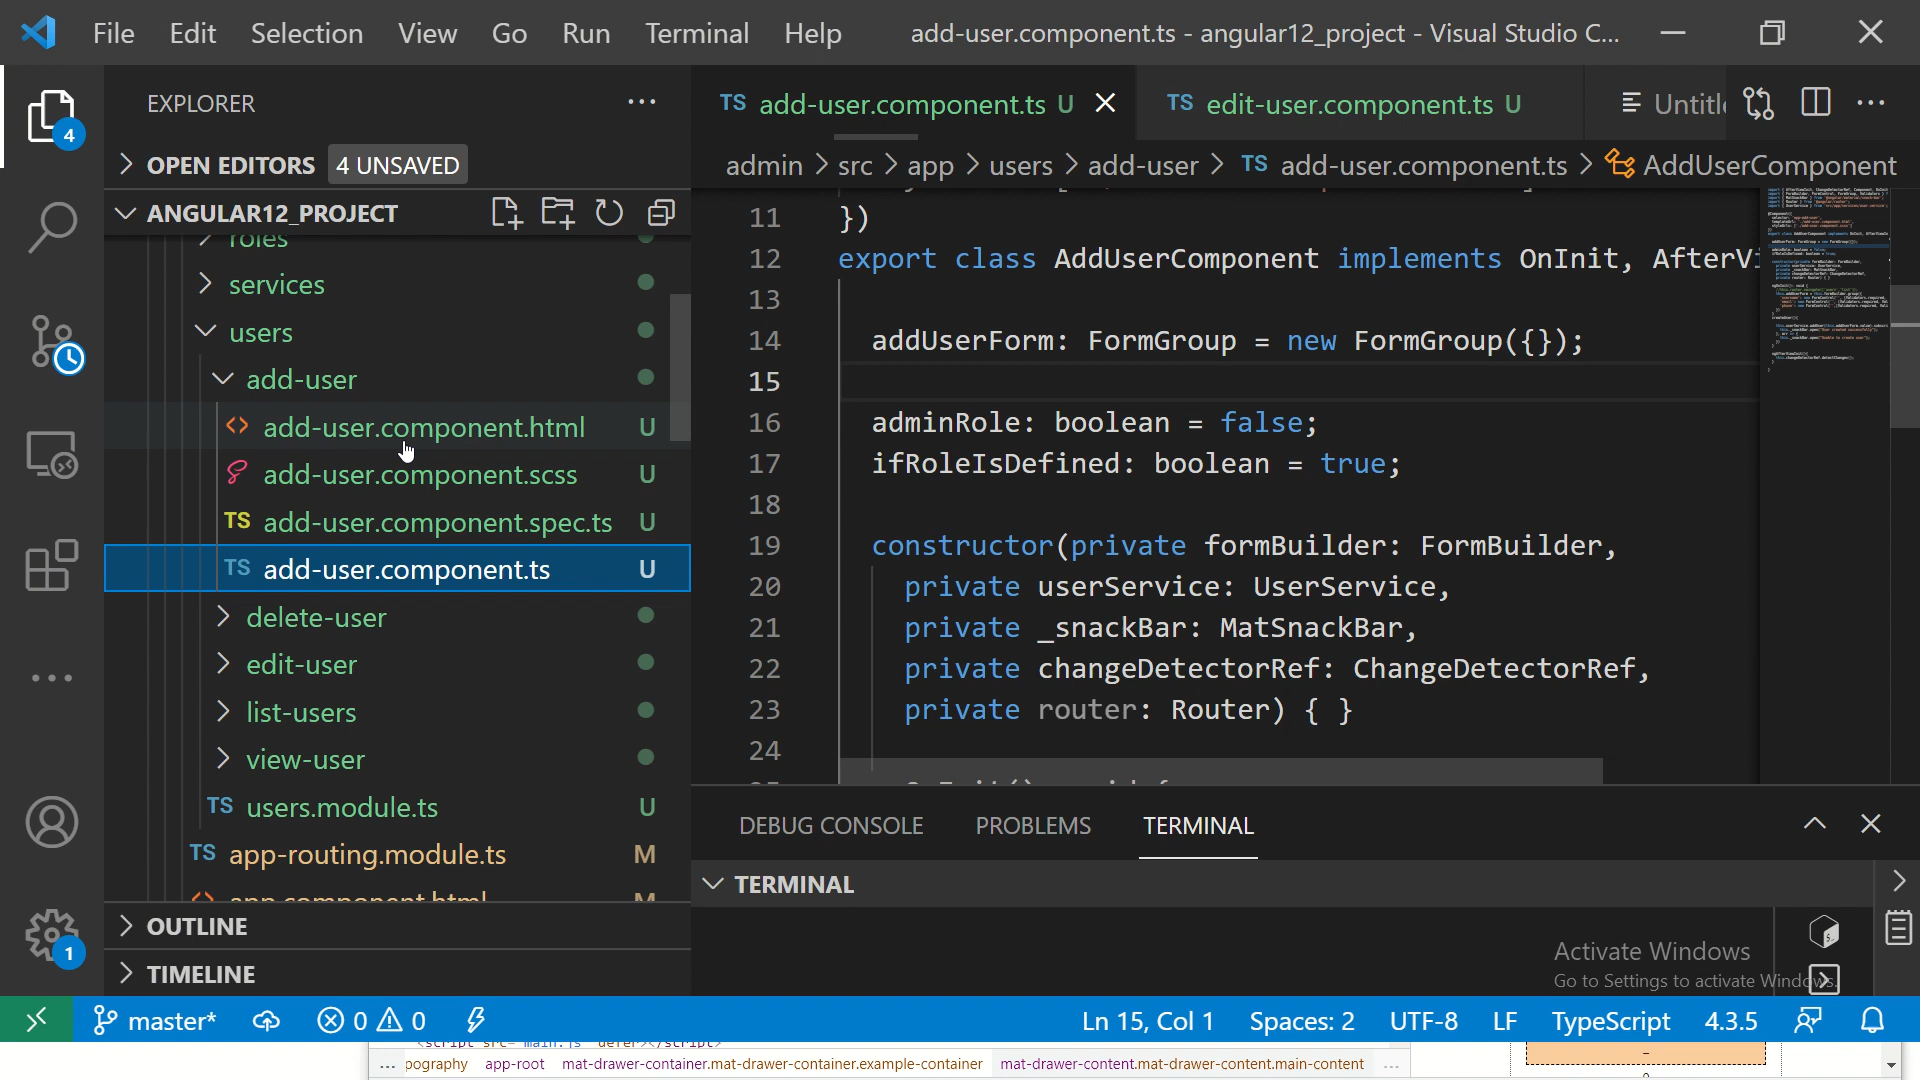 File Edit Selection View Go Run Terminal Help add-user.component.ts - angular12_project - Visual Studio C...
EXPLORER
4
OPEN EDITORS 4 UNSAVED
ANGULAR12_PROJECT
roles
services
users
add-user
add-user.component.html U
add-user.component.scss U
TS add-user.component.spec.ts U
TS add-user.component.ts U
delete-user
edit-user
list-users
view-user
TS users.module.ts U
TS app-routing.module.ts M
app.component.html M
OUTLINE
1
TIMELINE
TS add-user.component.ts U
TS edit-user.component.ts U
Untitl
admin > src > app > users > add-user > TS add-user.component.ts > AddUserComponent
11 })
12 export class AddUserComponent implements OnInit, AfterVi
13
14 addUserForm: FormGroup = new FormGroup({});
15
16 adminRole: boolean = false;
17 ifRoleIsDefined: boolean = true;
18
19 constructor(private formBuilder: FormBuilder,
20 private userService: UserService,
21 private _snackBar: MatSnackBar,
22 private changeDetectorRef: ChangeDetectorRef,
23 private router: Router) { }
24
DEBUG CONSOLE PROBLEMS TERMINAL
TERMINAL
Activate Windows
Go to Settings to activate Windows.
master* 0 0 Ln 15, Col 1 Spaces: 2 UTF-8 LF TypeScript 4.3.5
... pography app-root mat-drawer-container.mat-drawer-container.example-container mat-drawer-content.mat-drawer-content.main-content ...